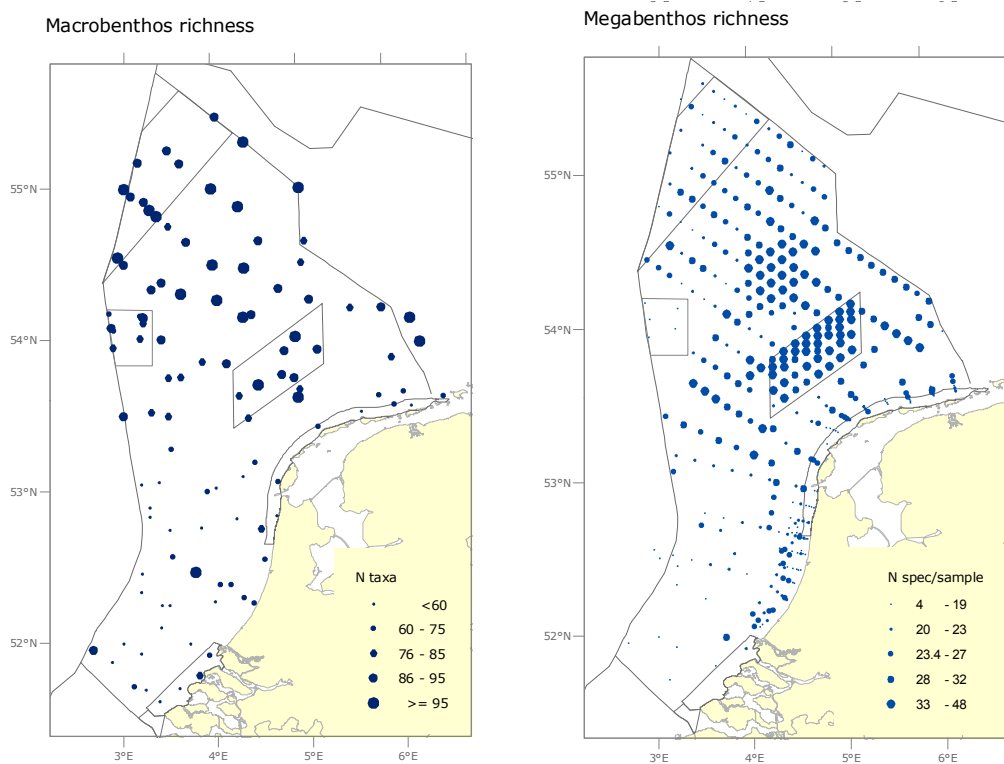 Macrobenthos richness
55°N
54°N
53°N
52°N
3°E 4°E 5°E 6°E
N taxa
<60
60 - 75
76 - 85
86 - 95
>= 95
Megabenthos richness
55°N
54°N
53°N
52°N
3°E 4°E 5°E 6°E
N spec/sample
4 - 19
20 - 23
23.4 - 27
28 - 32
33 - 48